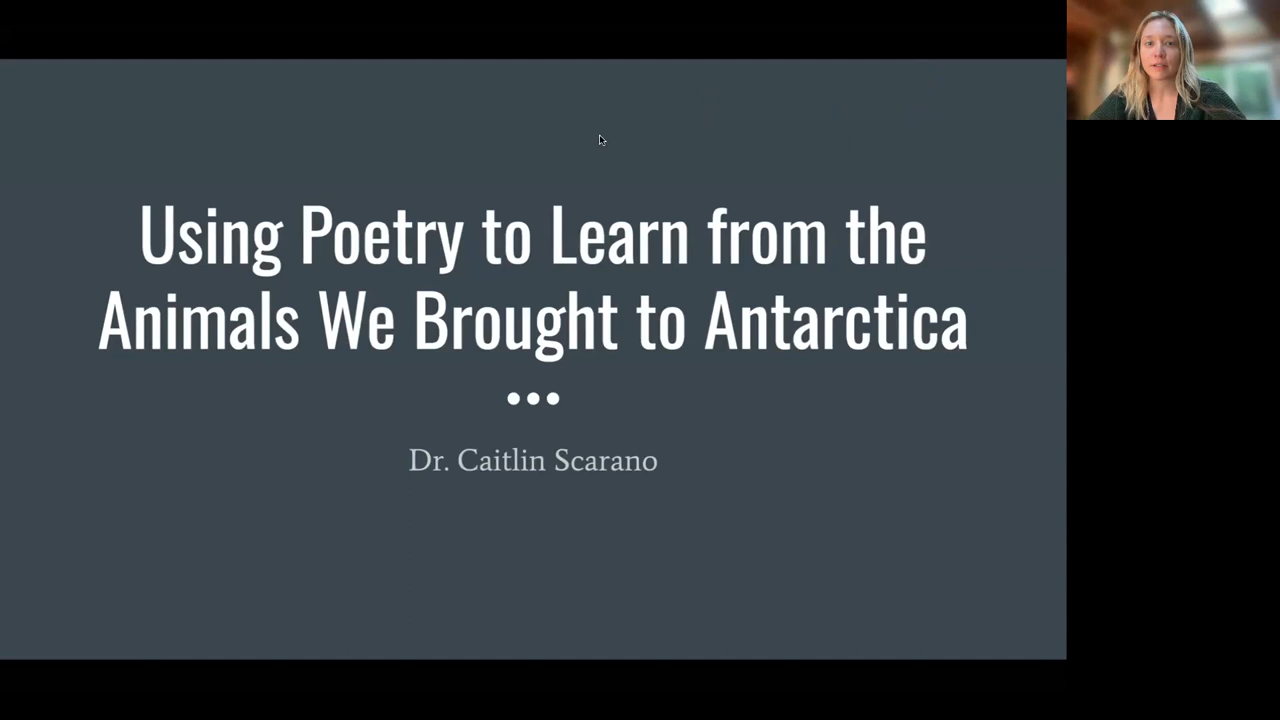 Using Poetry to Learn from the
Animals We Brought to Antarctica
Dr. Caitlin Scarano